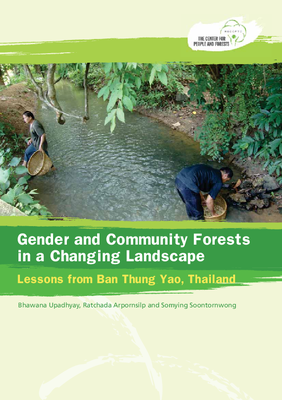 RECOFTC
THE CENTER FOR
PEOPLE AND FORESTS
Gender and Community Forests
in a Changing Landscape
Lessons from Ban Thung Yao, Thailand
Bhawana Upadhyay, Ratchada Arpornsilp and Somying Soontornwong